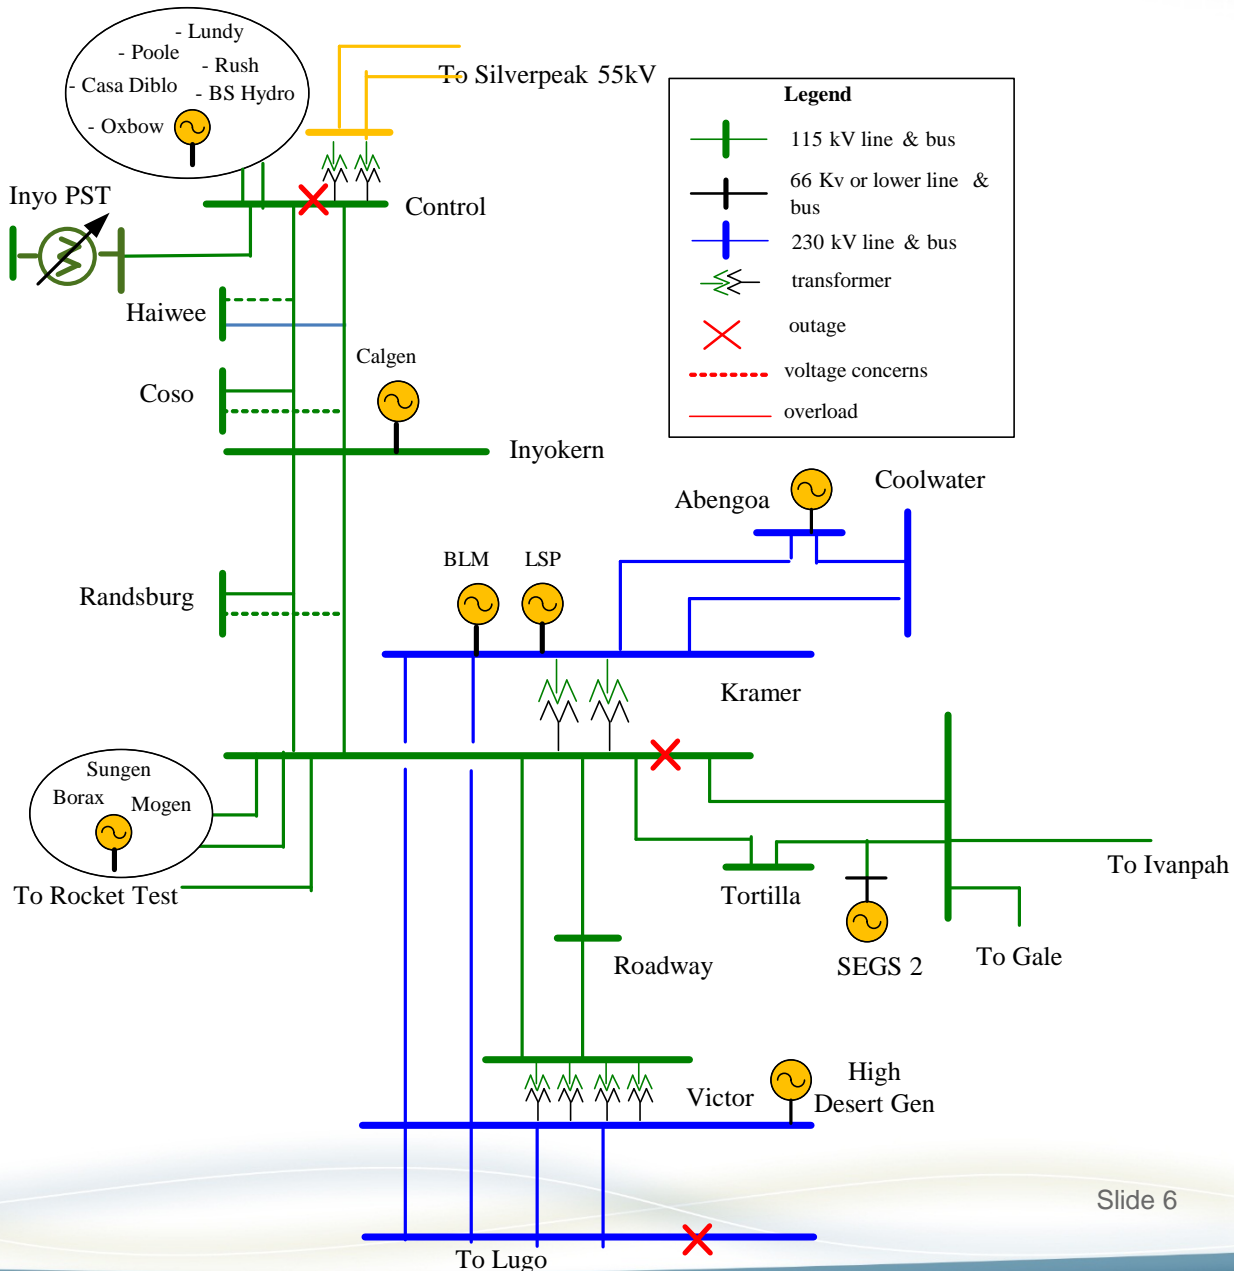 - Lundy
- Poole
- Rush
- Casa Diblo
- BS Hydro
- Oxbow
To Silverpeak 55kV
Inyo PST
Control
Legend
115 kV line & bus
66 Kv or lower line &
bus
230 kV line & bus
transformer
outage
voltage concerns
overload
Haiwee
Calgen
Coso
Inyokern
Abengoa
Coolwater
BLM
LSP
Randsburg
Kramer
Sungen
Borax
Mogen
To Rocket Test
Tortilla
To Ivanpah
SEGS 2
To Gale
Roadway
Victor
High
Desert Gen
Slide 6
To Lugo